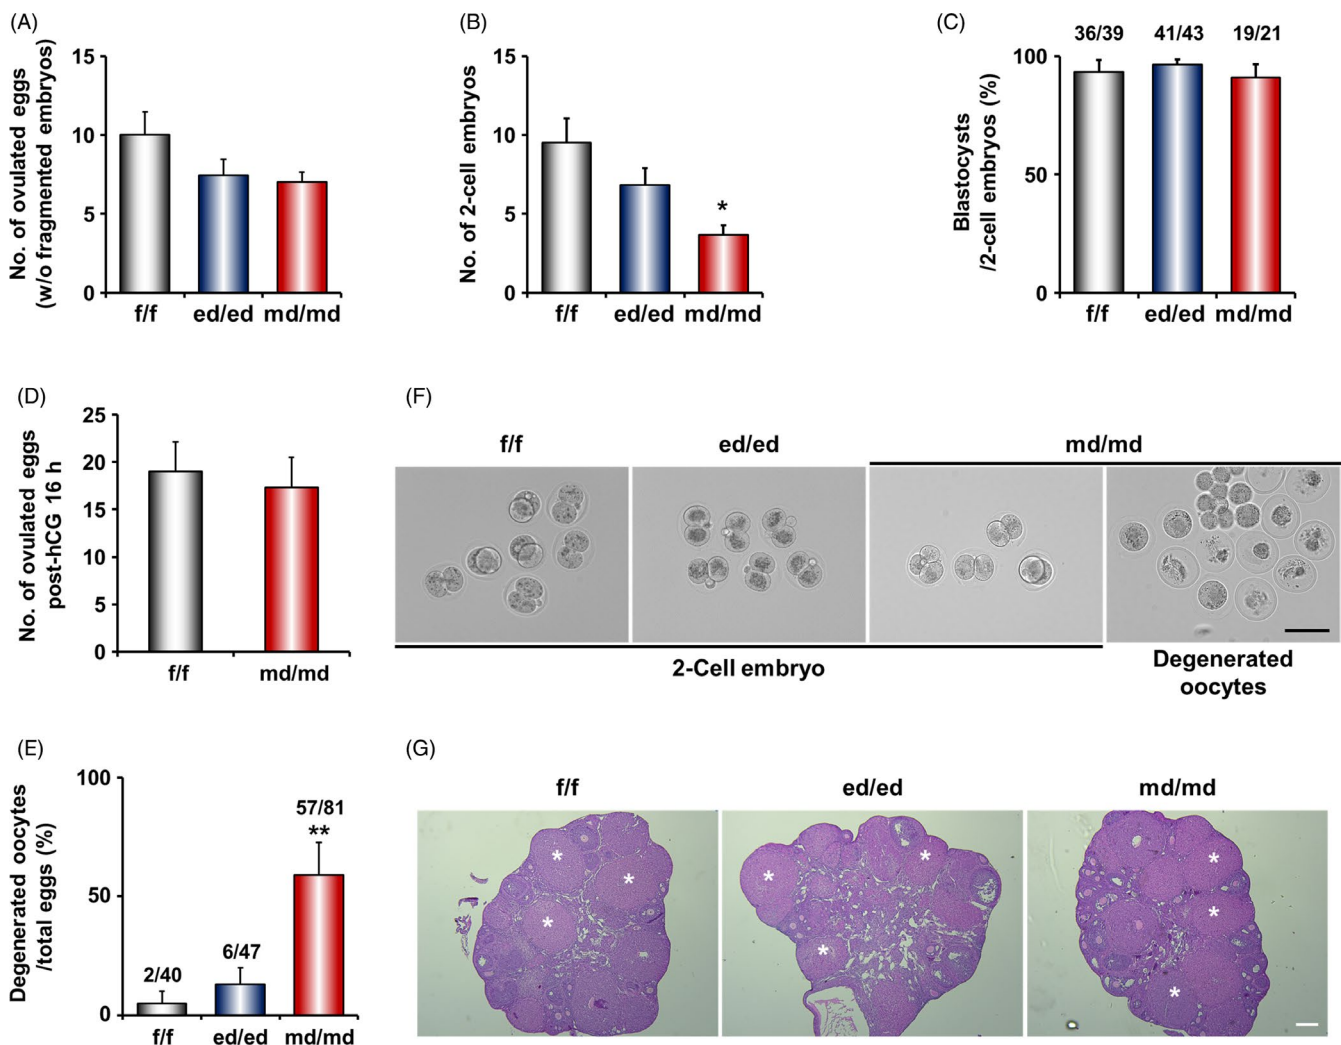 (A)
No. of ovulated eggs
(w/o fragmented embryos)
15
10
5
0
f/f ed/ed md/md
(B)
No. of 2-cell embryos
15
10
5
0
*
f/f ed/ed md/md
(C)
Blastocysts
/2-cell embryos (%)
36/39 41/43 19/21
100
50
0
f/f ed/ed md/md
(D)
No. of ovulated eggs
post-hCG 16 h
25
20
15
10
5
0
f/f md/md
(F)
f/f ed/ed md/md
2-Cell embryo
Degenerated
oocytes
(E)
Degenerated oocytes
/total eggs (%)
100
50
0
2/40 6/47 57/81
**
f/f ed/ed md/md
(G)
f/f ed/ed md/md
* * *
* * *
* * *